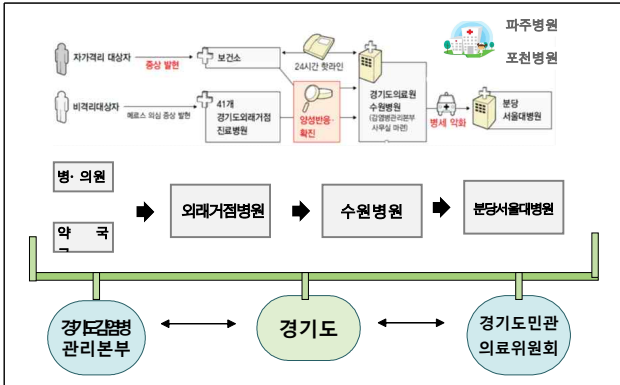 파주병원
포천병원
자가격리 대상자
증상 발현
보건소
24시간 핫라인
경기도의료원
수원병원
(감염병관리본부
사무실 마련)
비격리대상자
메르스 의심 증상 발현
41개
경기도외래거점
진료병원
양성반응·
확진
병세 악화
분당
서울대병원
병·의원
약 국
외래거점병원
수원병원
분당서울대병원
경기도감염병
관리본부
경기도
경기도민관
의료위원회